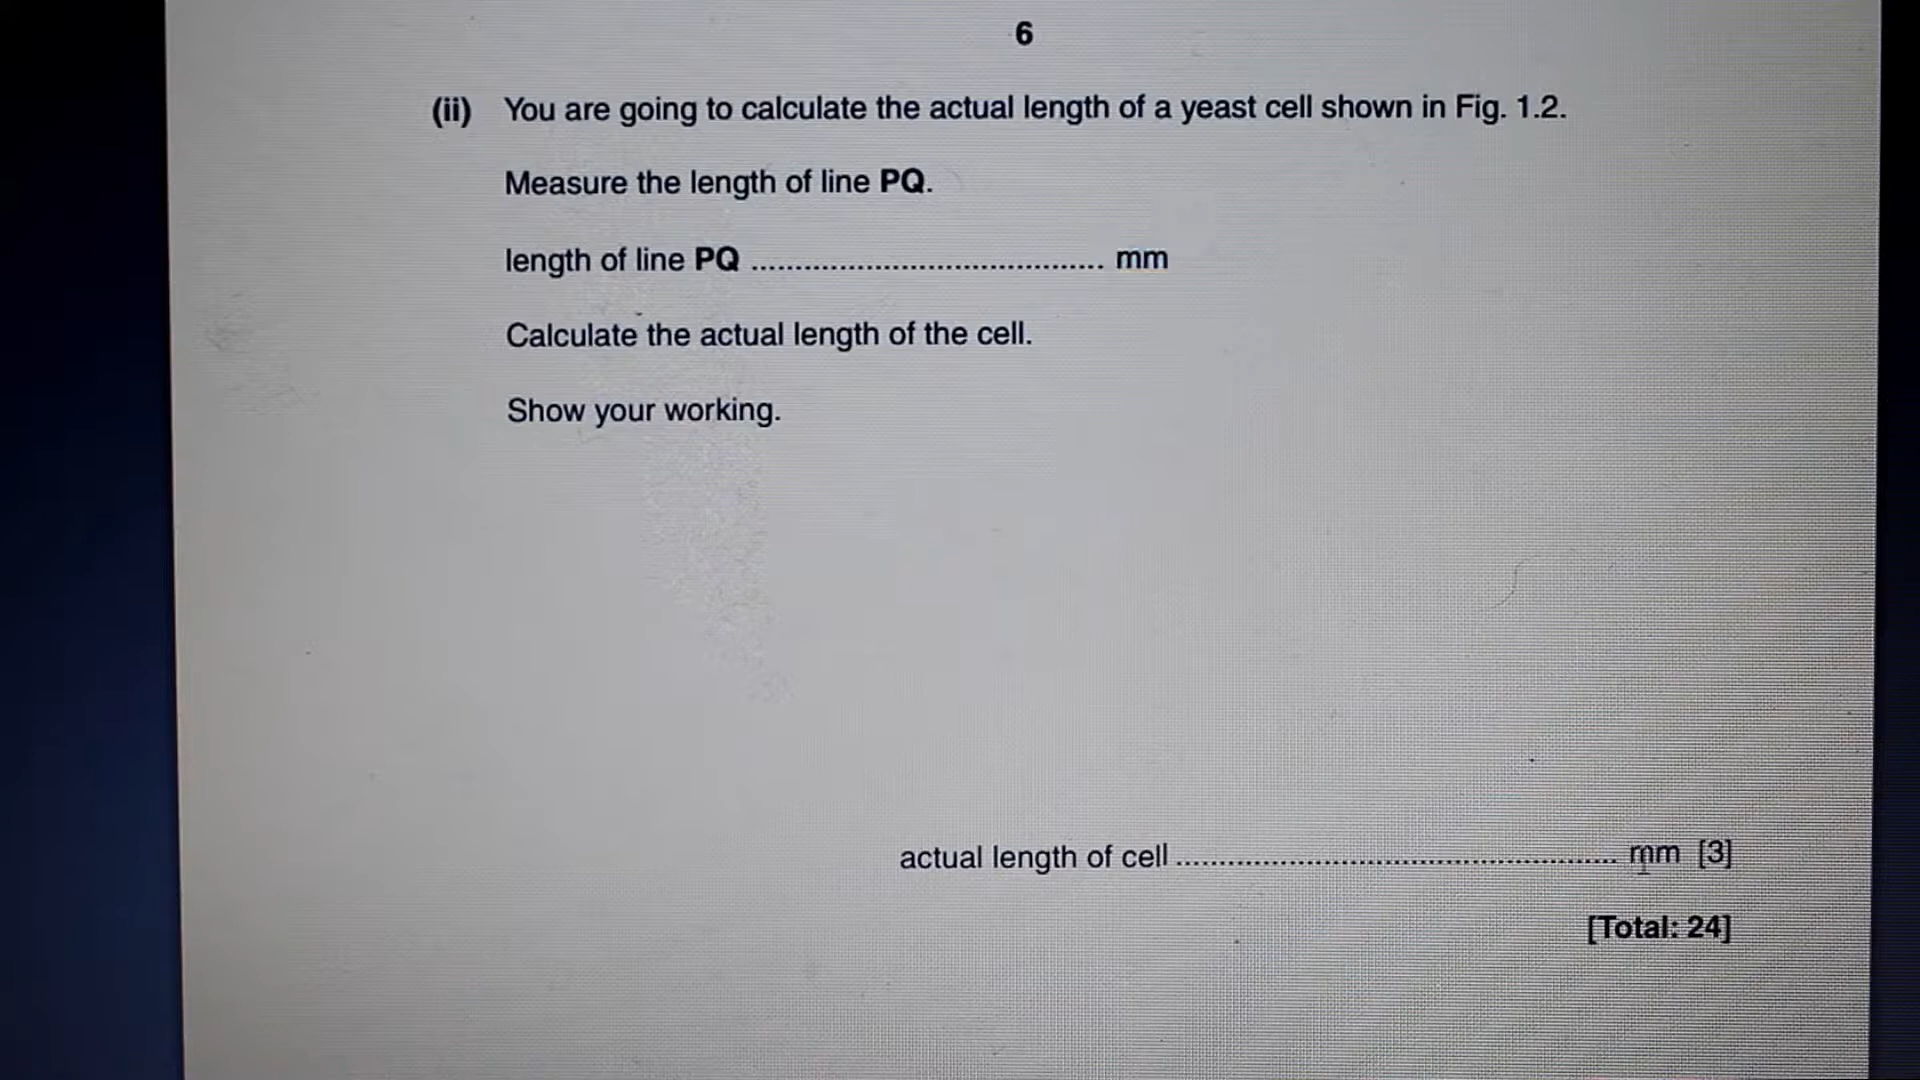 6
(ii) You are going to calculate the actual length of a yeast cell shown in Fig. 1.2.
Measure the length of line PQ.
length of line PQ ........................................ mm
Calculate the actual length of the cell.
Show your working.
actual length of cell .................................................. mm [3]
[Total: 24]